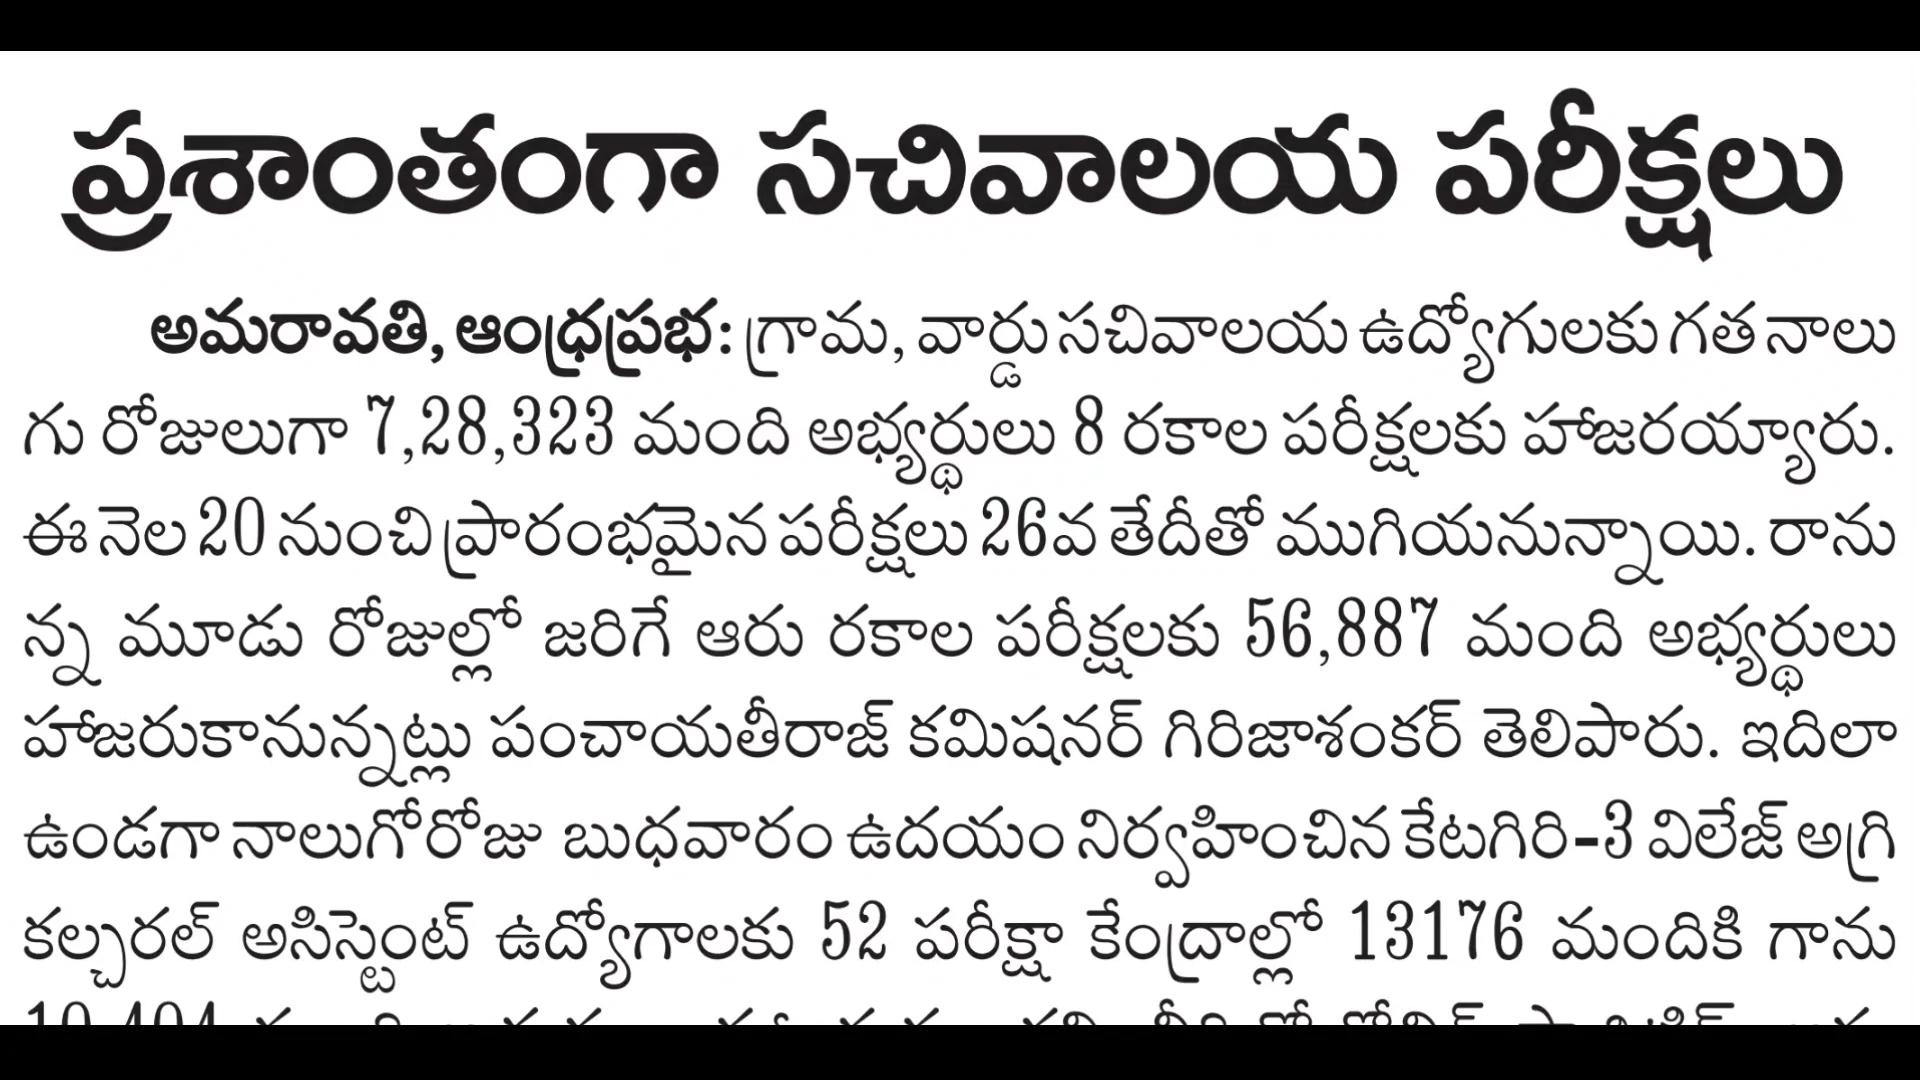 ప్రశాంతంగా సచివాలయ పరీక్షలు
అమరావతి, ఆంధ్రప్రభ: గ్రామ, వార్డు సచివాలయ ఉద్యోగులకు గత నాలు
గు రోజులుగా 7,28,323 మంది అభ్యర్థులు 8 రకాల పరీక్షలకు హాజరయ్యారు.
ఈ నెల 20 నుంచి ప్రారంభమైన పరీక్షలు 26వ తేదీతో ముగియనున్నాయి. రాను
న్న మూడు రోజుల్లో జరిగే ఆరు రకాల పరీక్షలకు 56,887 మంది అభ్యర్థులు
హాజరుకానున్నట్లు పంచాయతీరాజ్ కమిషనర్ గిరిజాశంకర్ తెలిపారు. ఇదిలా
ఉండగా నాలుగోరోజు బుధవారం ఉదయం నిర్వహించిన కేటగిరి-3 విలేజ్ అగ్రి
కల్చరల్ అసిస్టెంట్ ఉద్యోగాలకు 52 పరీక్షా కేంద్రాల్లో 13176 మందికి గాను